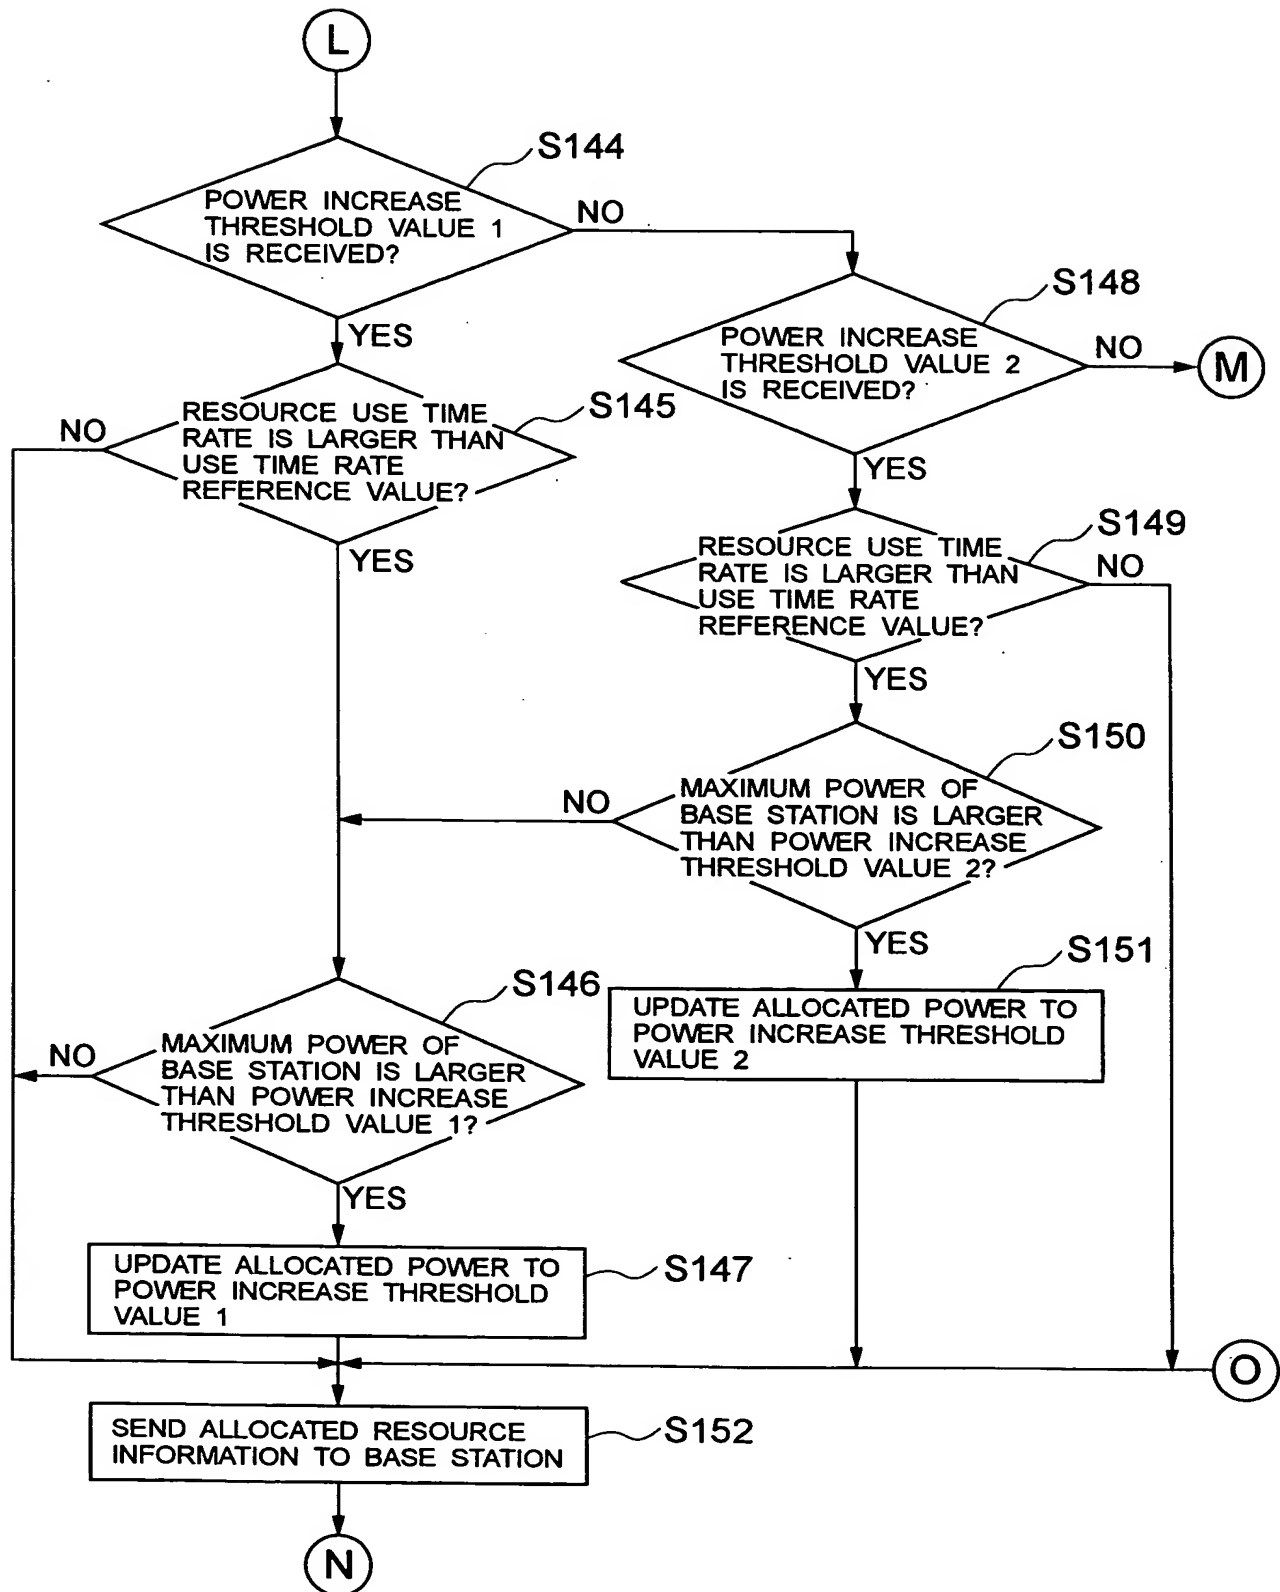 L
S144
POWER INCREASE
THRESHOLD VALUE 1
IS RECEIVED?
NO
YES
S148
POWER INCREASE
THRESHOLD VALUE 2
IS RECEIVED?
NO
M
YES
S145
RESOURCE USE TIME
RATE IS LARGER THAN
USE TIME RATE
REFERENCE VALUE?
NO
YES
S149
RESOURCE USE TIME
RATE IS LARGER THAN
USE TIME RATE
REFERENCE VALUE?
NO
YES
S150
MAXIMUM POWER OF
BASE STATION IS LARGER
THAN POWER INCREASE
THRESHOLD VALUE 2?
NO
YES
S151
UPDATE ALLOCATED POWER TO
POWER INCREASE THRESHOLD
VALUE 2
S146
MAXIMUM POWER OF
BASE STATION IS LARGER
THAN POWER INCREASE
THRESHOLD VALUE 1?
NO
YES
UPDATE ALLOCATED POWER TO
POWER INCREASE THRESHOLD
VALUE 1
S147
O
SEND ALLOCATED RESOURCE
INFORMATION TO BASE STATION
S152
N